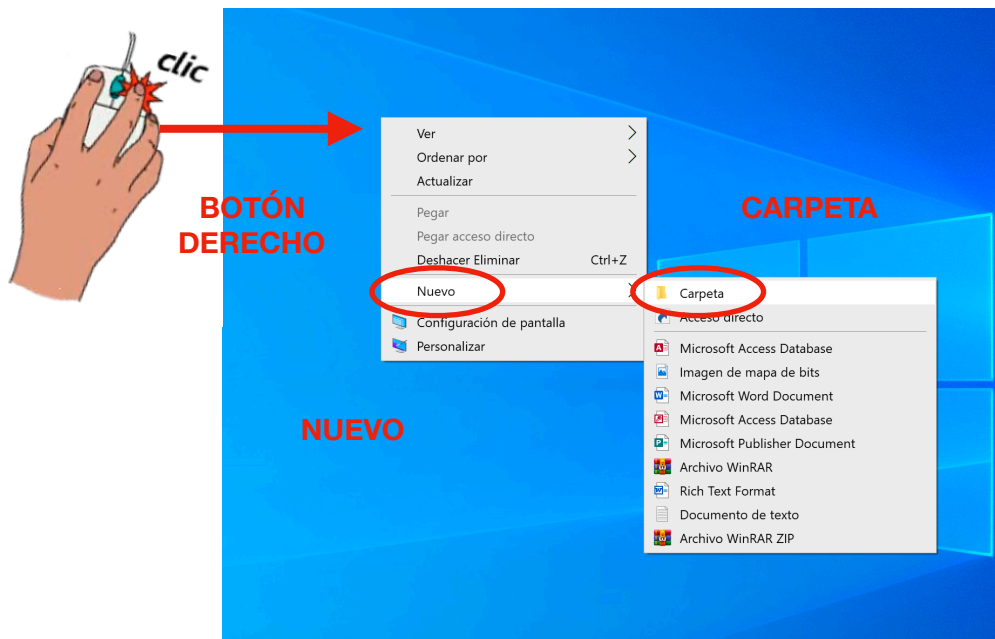 clic
BOTÓN
DERECHO
Ver
Ordenar por
Actualizar
Pegar
Pegar acceso directo
Deshacer Eliminar Ctrl+Z
Nuevo
Configuración de pantalla
Personalizar
NUEVO
CARPETA
Carpeta
Acceso directo
Microsoft Access Database
Imagen de mapa de bits
Microsoft Word Document
Microsoft Access Database
Microsoft Publisher Document
Archivo WinRAR
Rich Text Format
Documento de texto
Archivo WinRAR ZIP